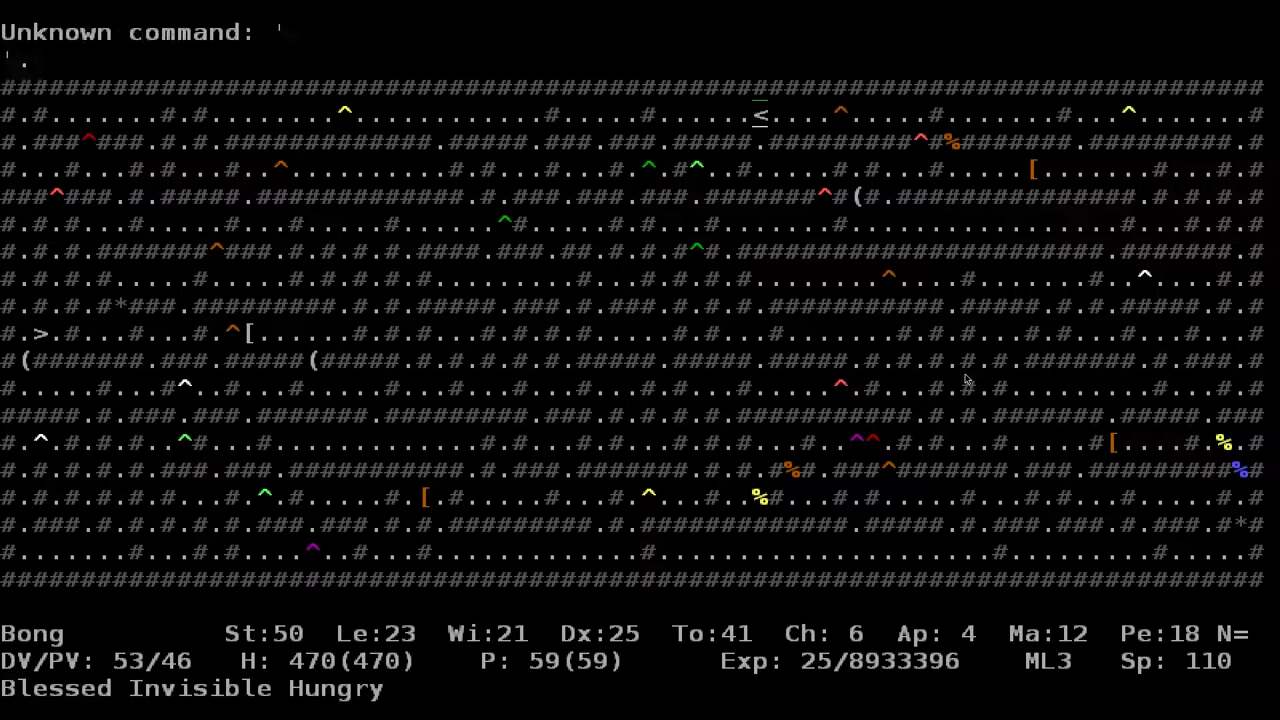 Unknown command: '
'.
Bong St:50 Le:23 Wi:21 Dx:25 To:41 Ch: 6 Ap: 4 Ma:12 Pe:18 N=
DV/PV: 53/46 H: 470(470) P: 59(59) Exp: 25/8933396 ML3 Sp: 110
Blessed Invisible Hungry